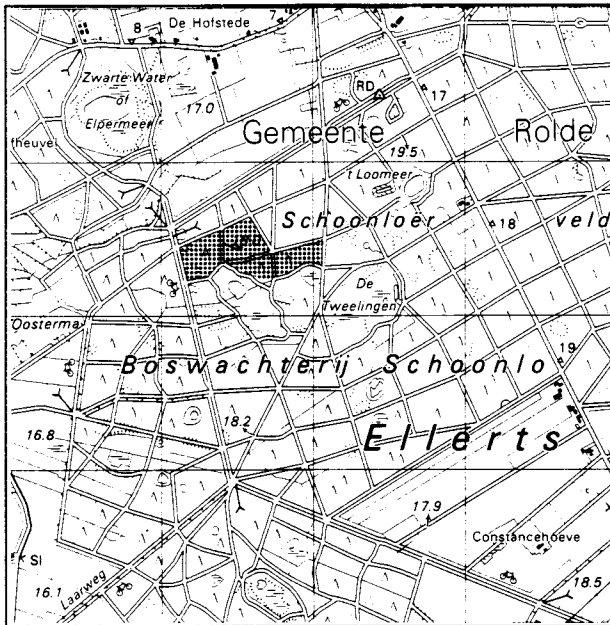 8
De Hofstede
7
Zwarte Water
of
Elpermeer
17.0
RD
17
theuvel
Gemeente Rolde
19.5
't Loomeer
Schoonloër veld
18
De
Tweelingen
Oosterma
Boswachterij Schoonlo
19
16.8
18.2
Ellerts
17.9
Constancehoeve
Sl
16.1
Laarweg
18.5